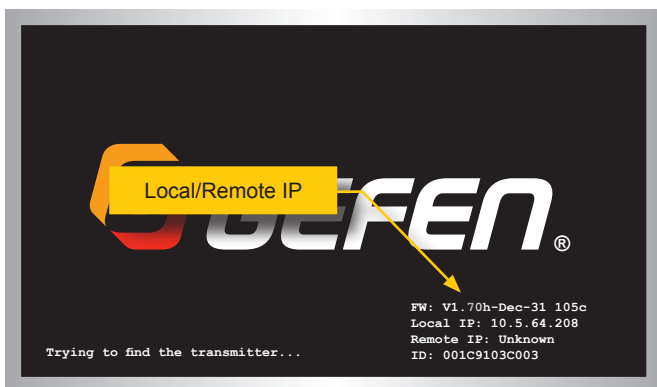 Local/Remote IP
GEFEN®
FW: V1.70h-Dec-31 105c
Local IP: 10.5.64.208
Remote IP: Unknown
ID: 001C9103C003
Trying to find the transmitter...